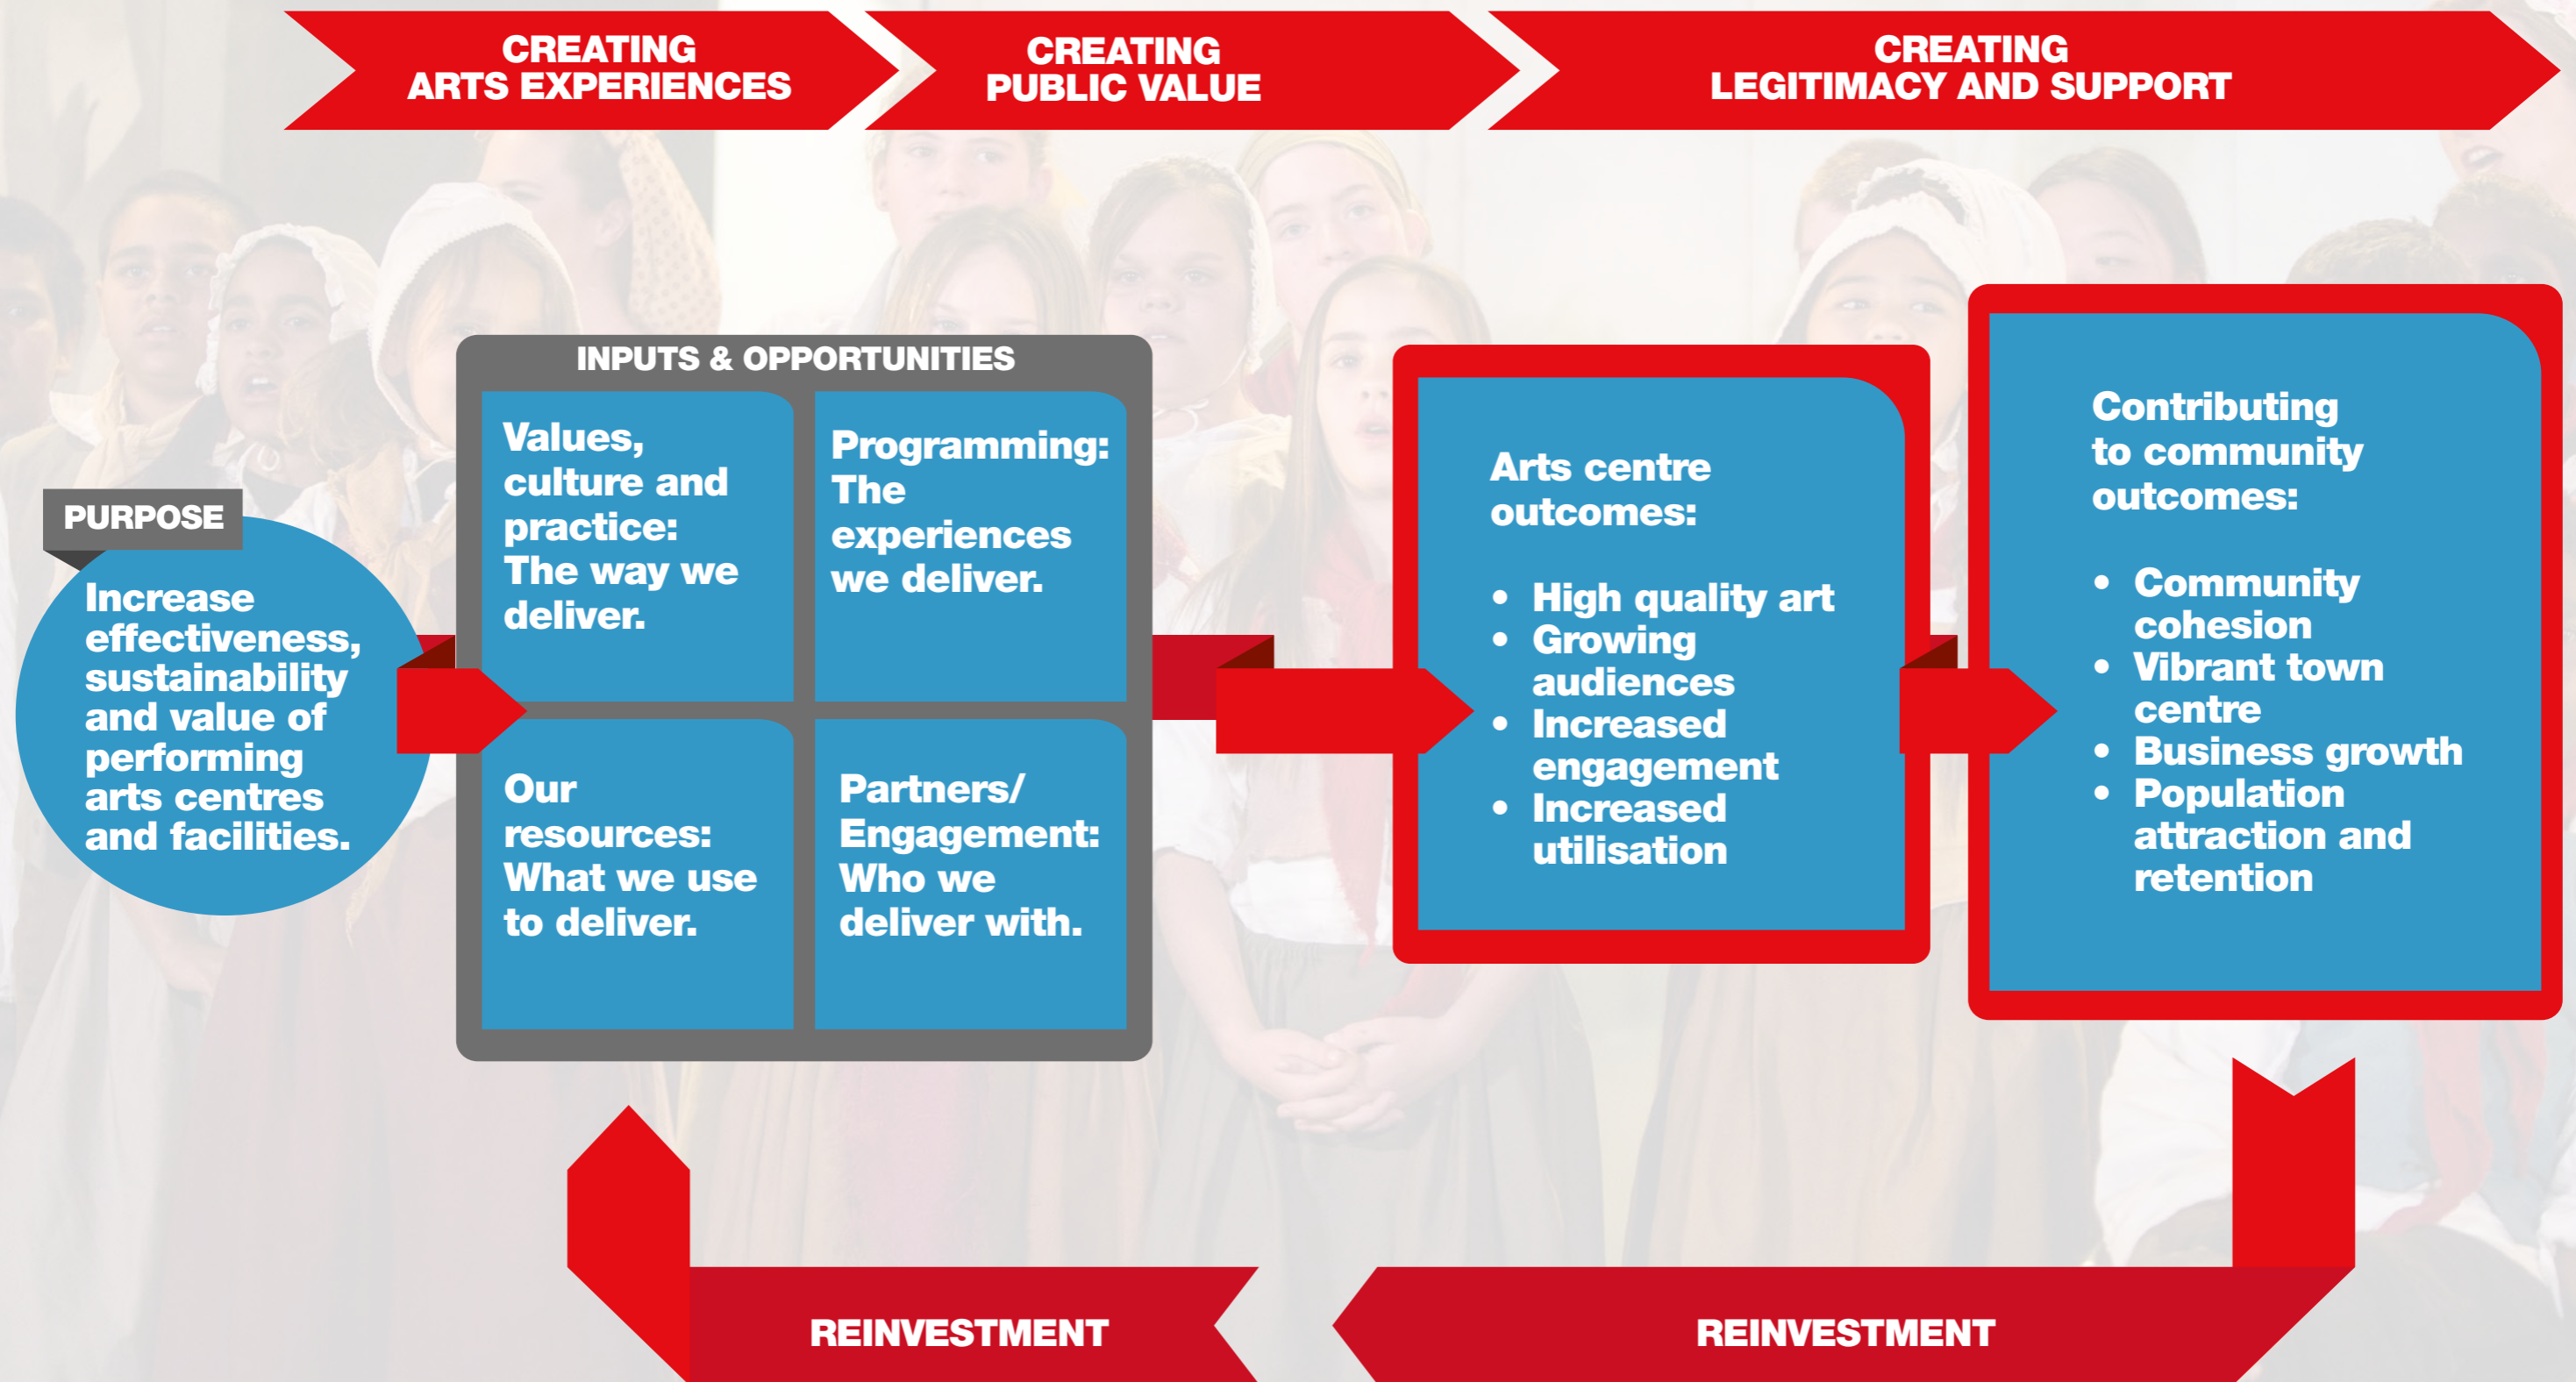 CREATING
ARTS EXPERIENCES
CREATING
PUBLIC VALUE
CREATING
LEGITIMACY AND SUPPORT
PURPOSE
Increase
effectiveness,
sustainability
and value of
performing
arts centres
and facilities.
INPUTS & OPPORTUNITIES
Values,
culture and
practice:
The way we
deliver.
Programming:
The
experiences
we deliver.
Our
resources:
What we use
to deliver.
Partners/
Engagement:
Who we
deliver with.
Arts centre
outcomes:
• High quality art
• Growing
audiences
• Increased
engagement
• Increased
utilisation
Contributing
to community
outcomes:
• Community
cohesion
• Vibrant town
centre
• Business growth
• Population
attraction and
retention
REINVESTMENT
REINVESTMENT